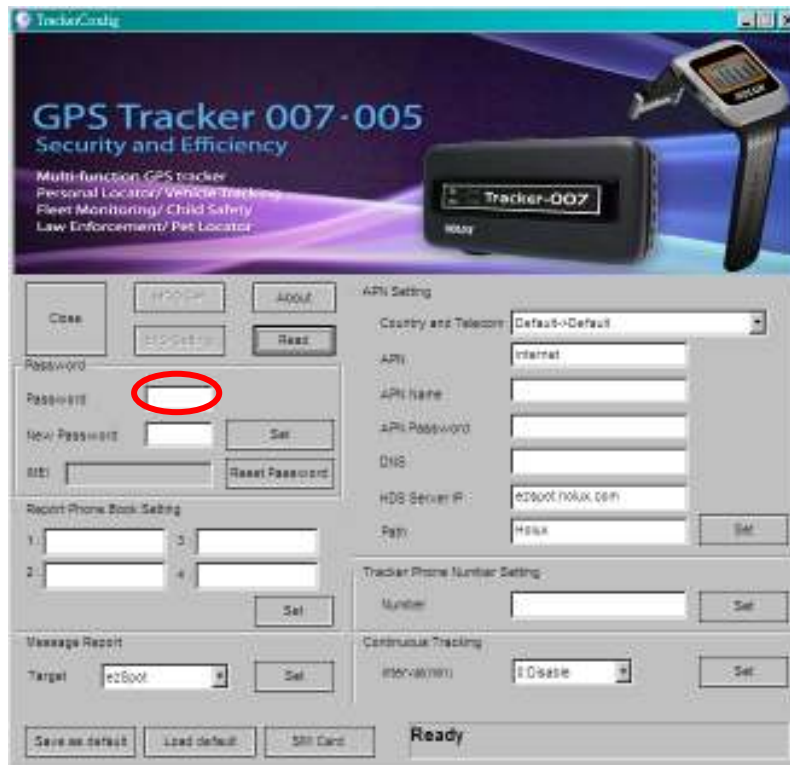 TrackerConfig
GPS Tracker 007-005
Security and Efficiency
Multi-function GPS tracker
Personal Locator/ Vehicle Tracking
Fleet Monitoring/ Child Safety
Law Enforcement/ Pet Locator
Tracker-007
HOLUX
Close
About
Read
Password
Password
New Password
Set
IMEI
Reset Password
Report Phone Book Setting
1 :
3 :
2 :
4 :
Set
Message Report
Target
ezSpot
Set
Save as default
Load default
SIM Card
APN Setting
Country and Telecom
Default->Default
APN
internet
APN Name
APN Password
DNS
HDS Server IP
ezspot.holux.com
Path
Holux
Set
Tracker Phone Number Setting
Number
Set
Continuous Tracking
Interval(min)
0:Disable
Set
Ready